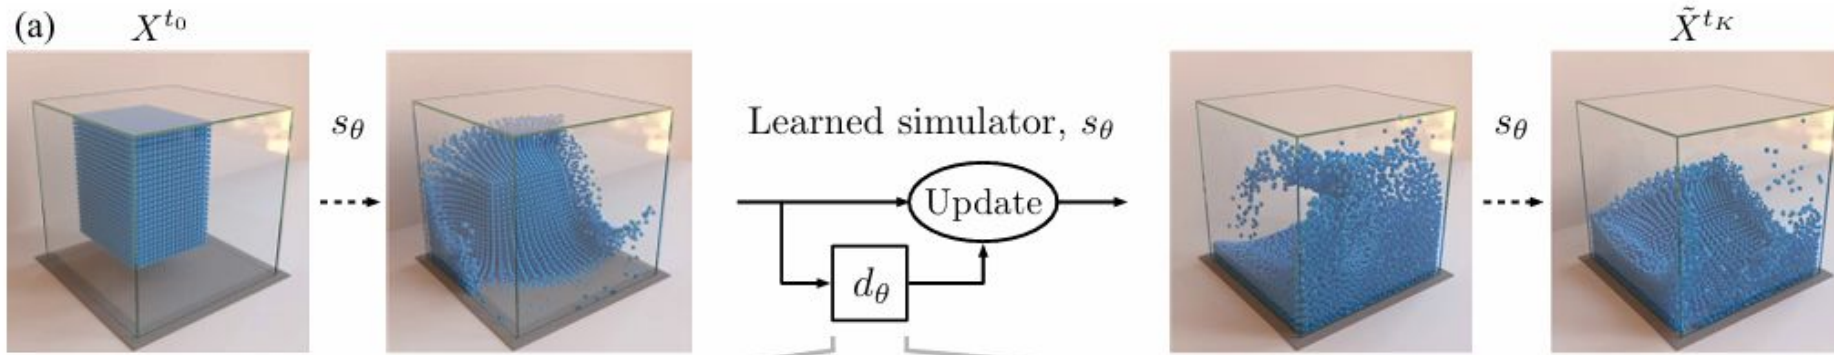 (a)
X^{t_0}
s_θ
Learned simulator, s_θ
Update
d_θ
s_θ
X̃^{t_K}